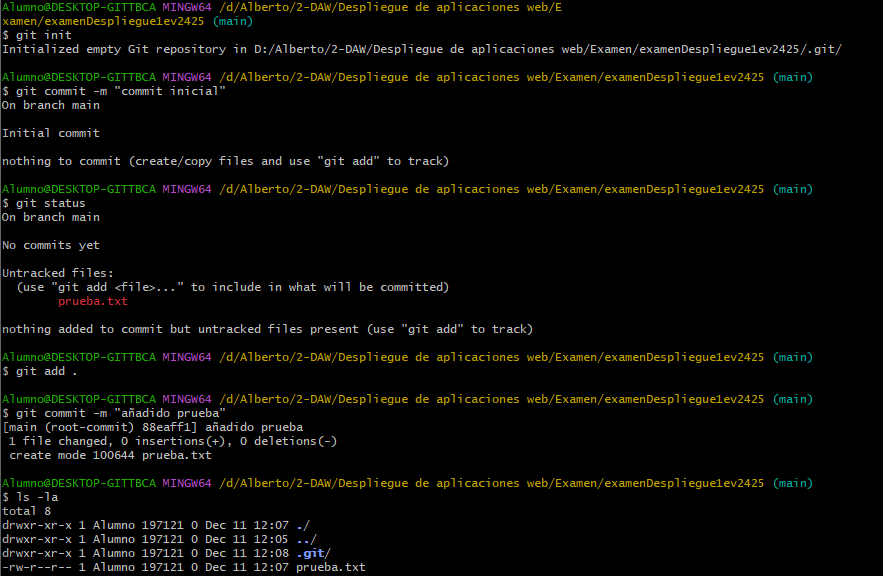 Alumno@DESKTOP-GITTBCA MINGW64 /d/Alberto/2-DAW/Despliegue de aplicaciones web/E
xamen/examenDespliegue1ev2425 (main)
$ git init
Initialized empty Git repository in D:/Alberto/2-DAW/Despliegue de aplicaciones web/Examen/examenDespliegue1ev2425/.git/
Alumno@DESKTOP-GITTBCA MINGW64 /d/Alberto/2-DAW/Despliegue de aplicaciones web/Examen/examenDespliegue1ev2425 (main)
$ git commit -m "commit inicial"
On branch main
Initial commit
nothing to commit (create/copy files and use "git add" to track)
Alumno@DESKTOP-GITTBCA MINGW64 /d/Alberto/2-DAW/Despliegue de aplicaciones web/Examen/examenDespliegue1ev2425 (main)
$ git status
On branch main
No commits yet
Untracked files:
(use "git add <file>..." to include in what will be committed)
prueba.txt
nothing added to commit but untracked files present (use "git add" to track)
Alumno@DESKTOP-GITTBCA MINGW64 /d/Alberto/2-DAW/Despliegue de aplicaciones web/Examen/examenDespliegue1ev2425 (main)
$ git add .
Alumno@DESKTOP-GITTBCA MINGW64 /d/Alberto/2-DAW/Despliegue de aplicaciones web/Examen/examenDespliegue1ev2425 (main)
$ git commit -m "añadido prueba"
[main (root-commit) 88eaff1] añadido prueba
1 file changed, 0 insertions(+), 0 deletions(-)
create mode 100644 prueba.txt
Alumno@DESKTOP-GITTBCA MINGW64 /d/Alberto/2-DAW/Despliegue de aplicaciones web/Examen/examenDespliegue1ev2425 (main)
$ ls -la
total 8
drwxr-xr-x 1 Alumno 197121 0 Dec 11 12:07 ./
drwxr-xr-x 1 Alumno 197121 0 Dec 11 12:05 ../
drwxr-xr-x 1 Alumno 197121 0 Dec 11 12:08 .git/
-rw-r--r-- 1 Alumno 197121 0 Dec 11 12:07 prueba.txt